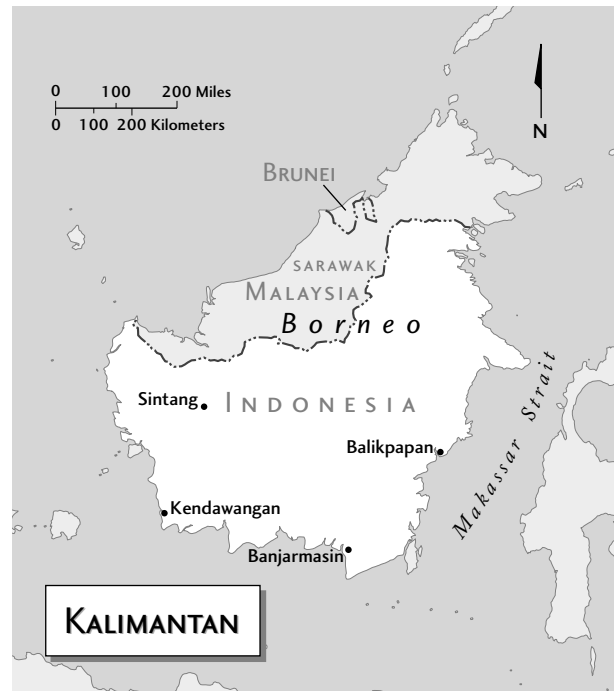 0 100 200 Miles
0 100 200 Kilometers
N
BRUNEI
SARAWAK
MALAYSIA
Borneo
Sintang
INDONESIA
Makassar Strait
Balikpapan
Kendawangan
Banjarmasin
KALIMANTAN